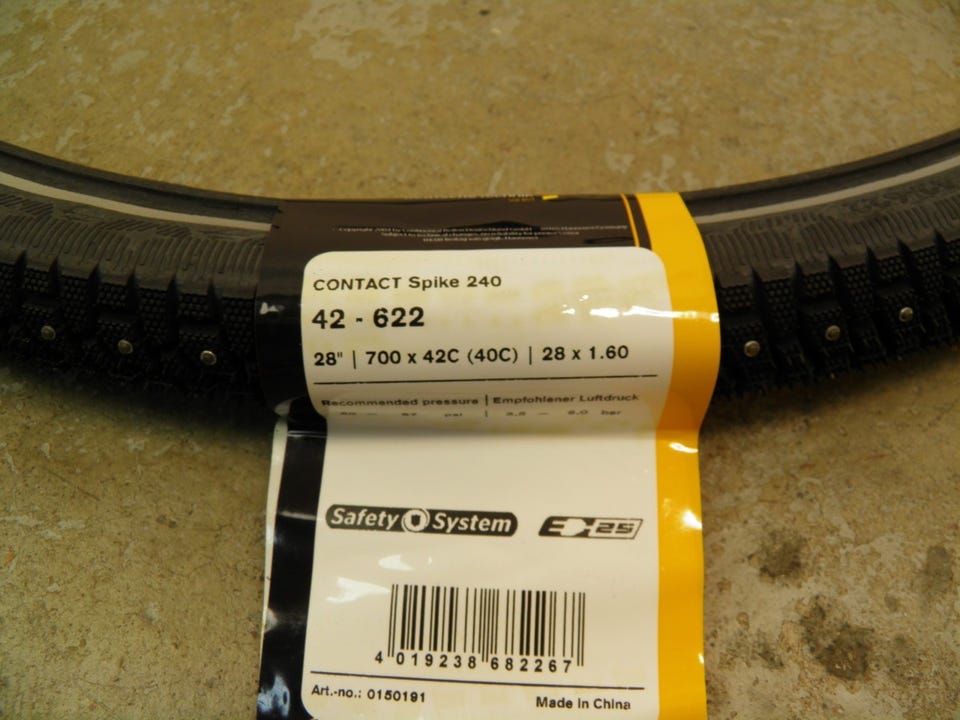 CONTACT Spike 240
42 - 622
28" | 700 x 42C (40C) | 28 x 1.60
Recommended pressure | Empfohlener Luftdruck
psi | bar
Safety System
E-25
4 019238 682267
Art.-no.: 0150191
Made in China